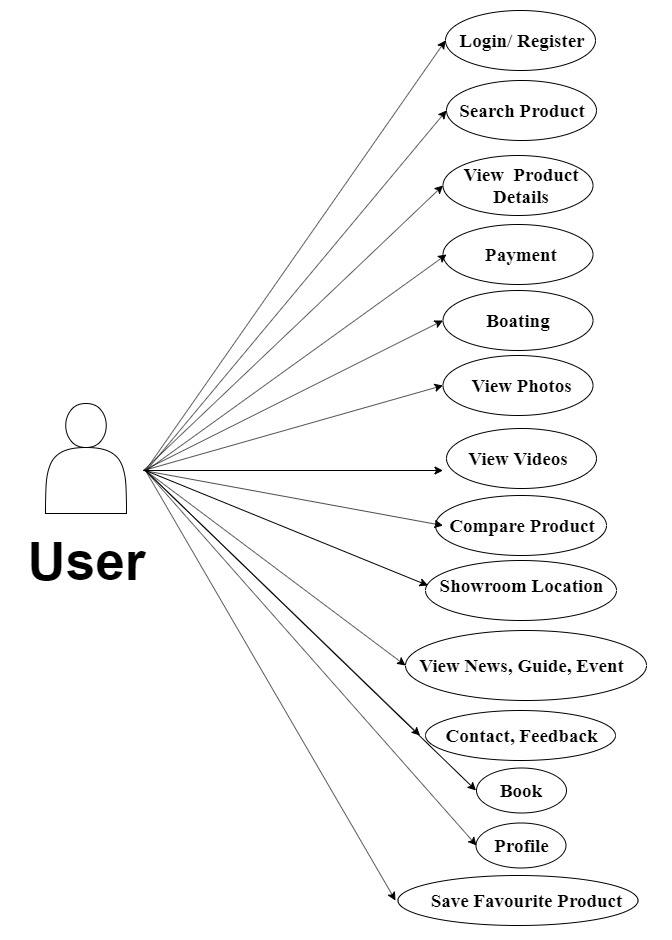 Login/ Register
Search Product
View Product
Details
Payment
Boating
View Photos
View Videos
Compare Product
Showroom Location
User
View News, Guide, Event
Contact, Feedback
Book
Profile
Save Favourite Product